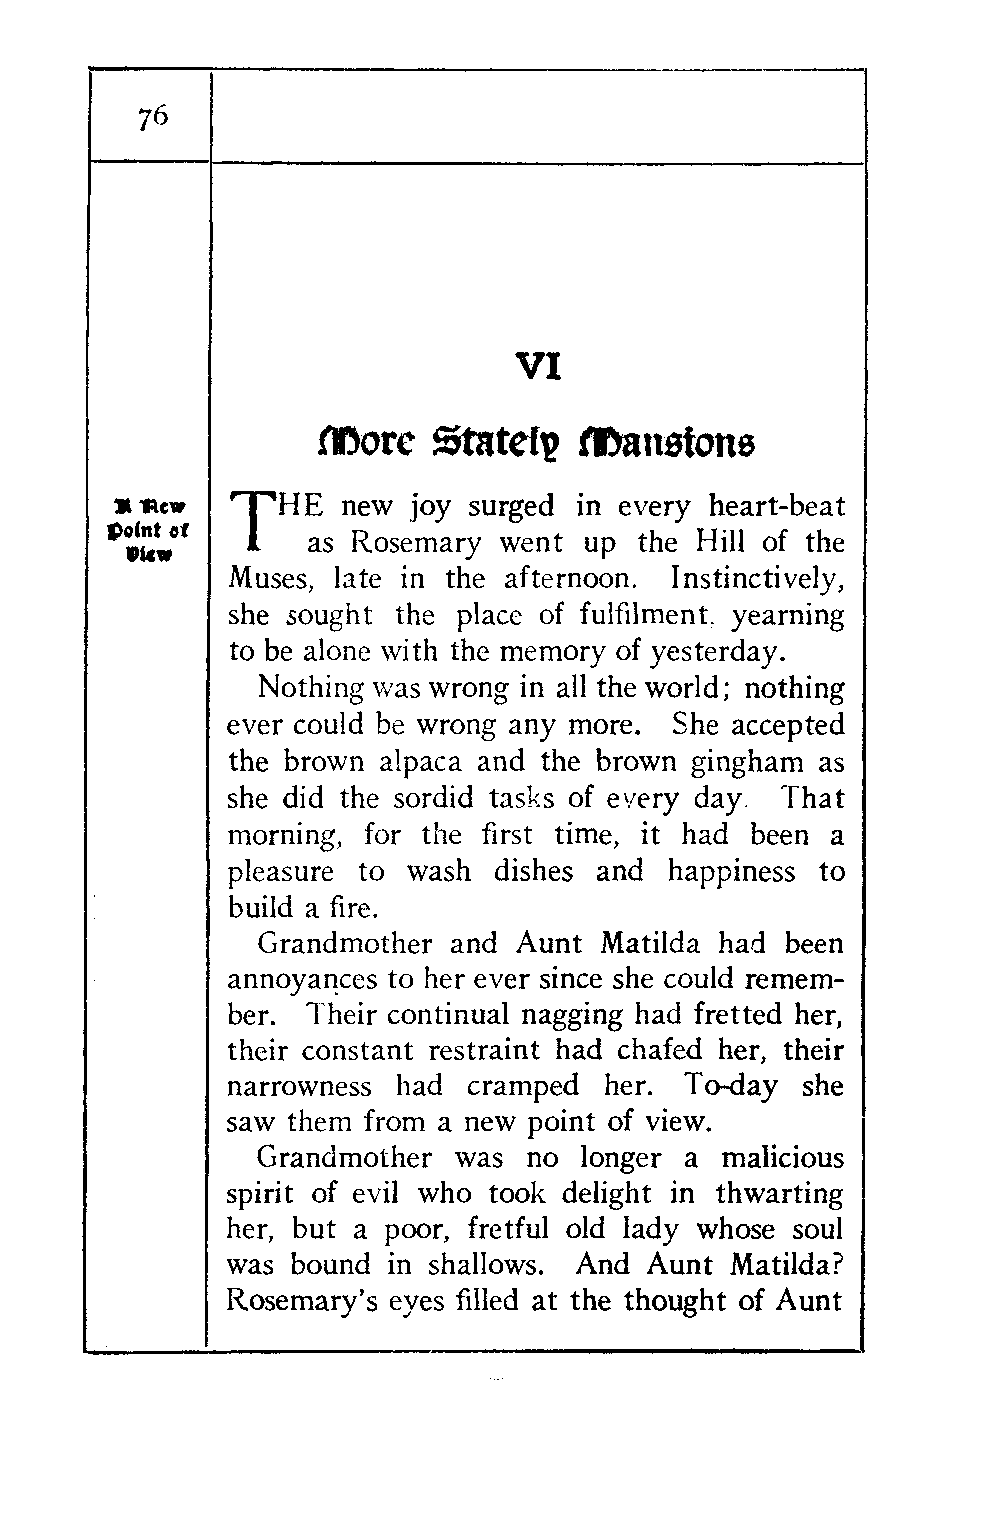 76
VI
More Stately Mansions
A New
Point of
View
THE new joy surged in every heart-beat
as Rosemary went up the Hill of the
Muses, late in the afternoon. Instinctively,
she sought the place of fulfilment, yearning
to be alone with the memory of yesterday.
Nothing was wrong in all the world; nothing
ever could be wrong any more. She accepted
the brown alpaca and the brown gingham as
she did the sordid tasks of every day. That
morning, for the first time, it had been a
pleasure to wash dishes and happiness to
build a fire.
Grandmother and Aunt Matilda had been
annoyances to her ever since she could remem-
ber. Their continual nagging had fretted her,
their constant restraint had chafed her, their
narrowness had cramped her. To-day she
saw them from a new point of view.
Grandmother was no longer a malicious
spirit of evil who took delight in thwarting
her, but a poor, fretful old lady whose soul
was bound in shallows. And Aunt Matilda?
Rosemary's eyes filled at the thought of Aunt